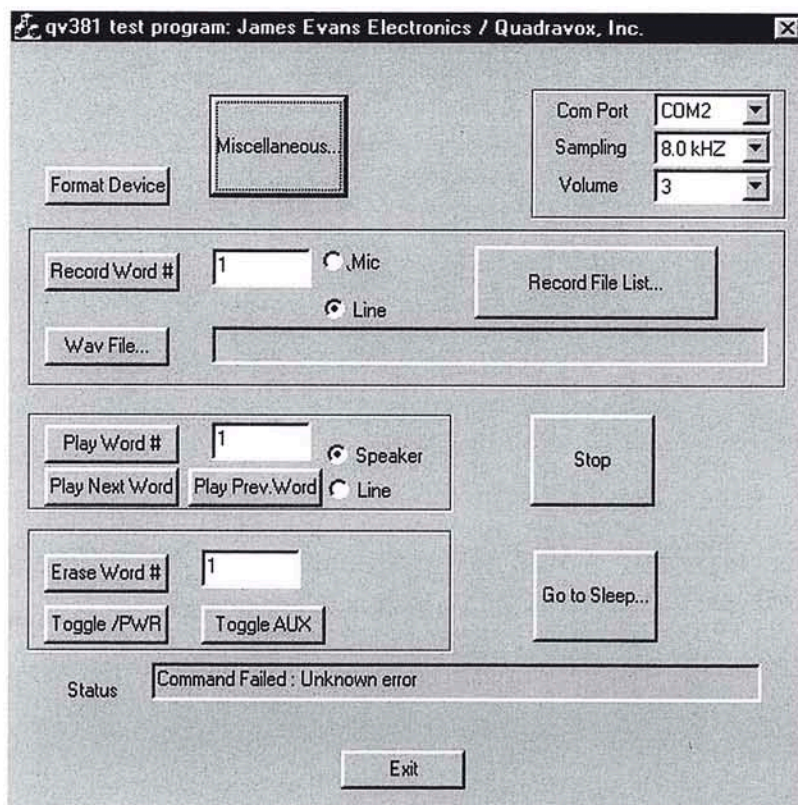 qv381 test program: James Evans Electronics / Quadravox, Inc.
Miscellaneous...
Format Device
Com Port COM2
Sampling 8.0 kHZ
Volume 3
Record Word # 1 Mic
Line
Record File List...
Wav File...
Play Word # 1 Speaker
Play Next Word Play Prev.Word Line
Stop
Erase Word # 1
Toggle /PWR Toggle AUX
Go to Sleep...
Status Command Failed : Unknown error
Exit